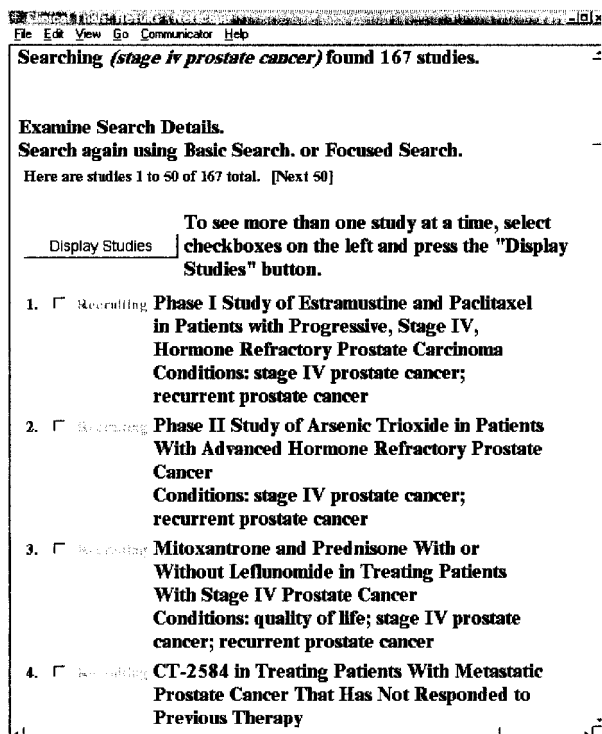 File Edit View Go Communicator Help
Searching (stage iv prostate cancer) found 167 studies.
Examine Search Details.
Search again using Basic Search. or Focused Search.
Here are studies 1 to 50 of 167 total. [Next 50]
Display Studies
To see more than one study at a time, select
checkboxes on the left and press the "Display
Studies" button.
1. Recruiting Phase I Study of Estramustine and Paclitaxel
in Patients with Progressive, Stage IV,
Hormone Refractory Prostate Carcinoma
Conditions: stage IV prostate cancer;
recurrent prostate cancer
2. Recruiting Phase II Study of Arsenic Trioxide in Patients
With Advanced Hormone Refractory Prostate
Cancer
Conditions: stage IV prostate cancer;
recurrent prostate cancer
3. Recruiting Mitoxantrone and Prednisone With or
Without Leflunomide in Treating Patients
With Stage IV Prostate Cancer
Conditions: quality of life; stage IV prostate
cancer; recurrent prostate cancer
4. Recruiting CT-2584 in Treating Patients With Metastatic
Prostate Cancer That Has Not Responded to
Previous Therapy